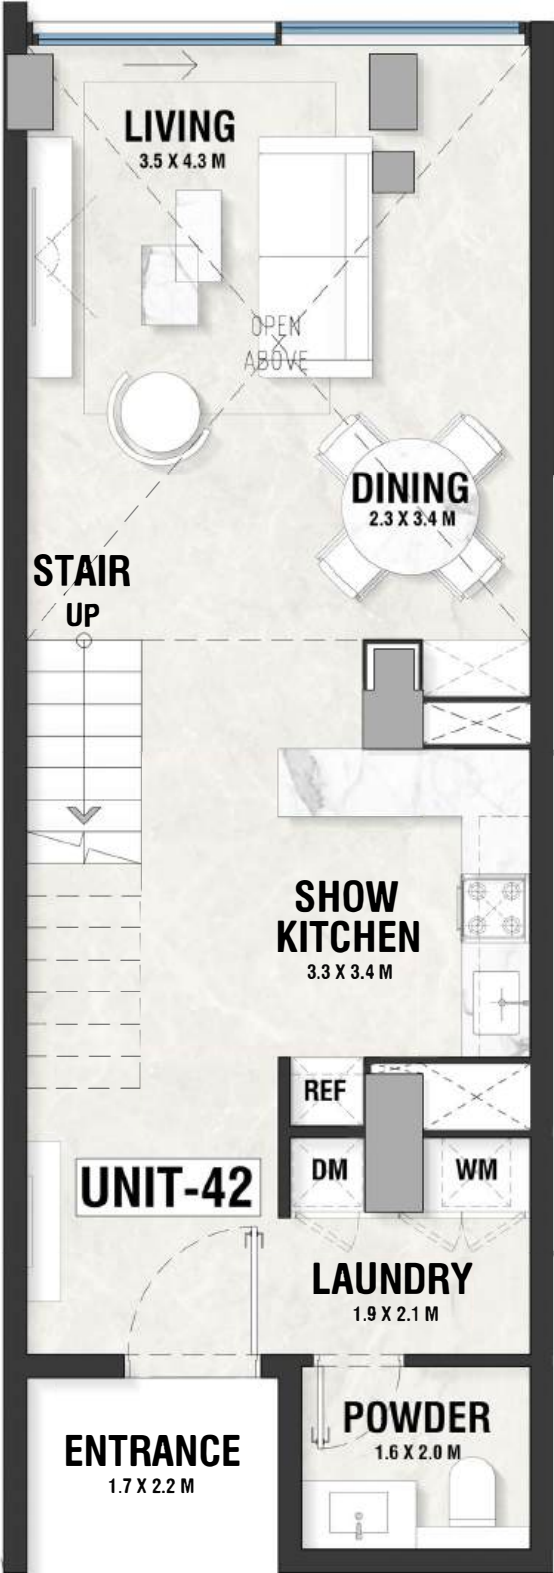 LIVING
3.5 X 4.3 M
OPEN
ABOVE
DINING
2.3 X 3.4 M
STAIR
UP
SHOW
KITCHEN
3.3 X 3.4 M
REF
DM
WM
UNIT-42
LAUNDRY
1.9 X 2.1 M
POWDER
1.6 X 2.0 M
ENTRANCE
1.7 X 2.2 M